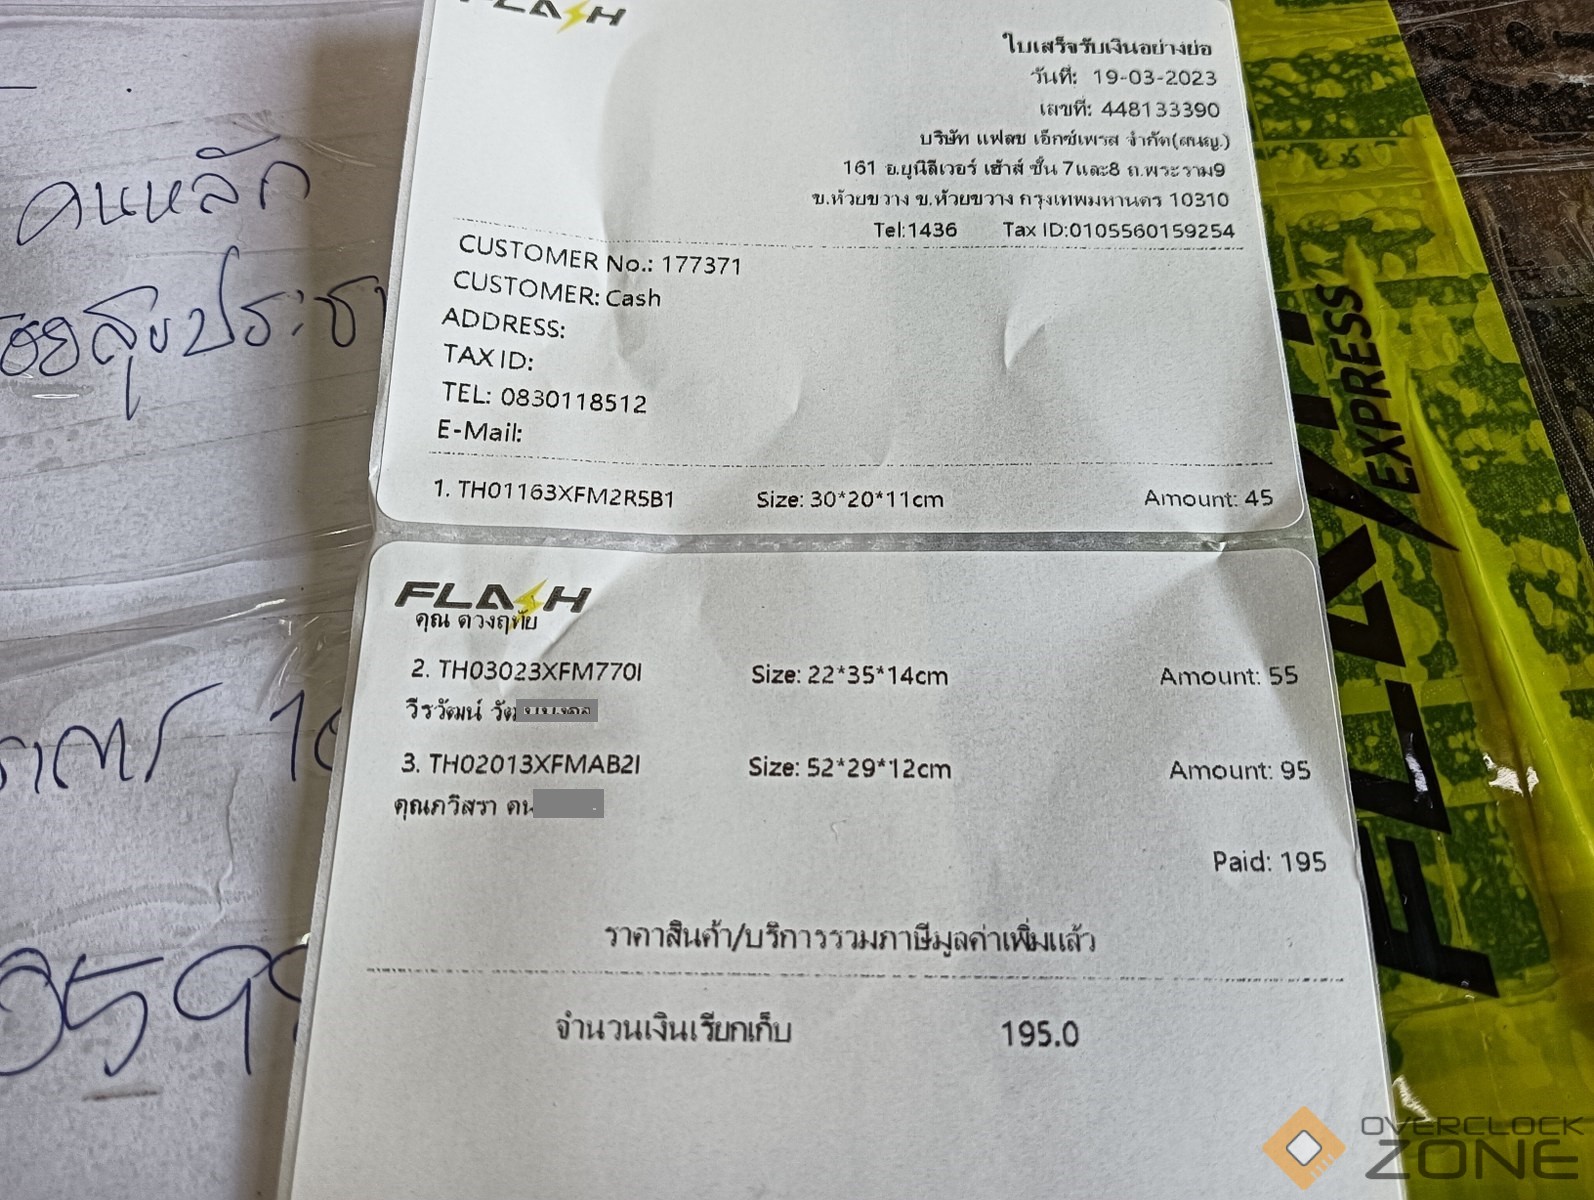 FLASH
ใบเสร็จรับเงินอย่างย่อ
วันที่: 19-03-2023
เลขที่: 448133390
บริษัท แฟลช เอ็กซ์เพรส จำกัด(สนญ.)
161 อ.ยูนิลีเวอร์ เฮ้าส์ ชั้น 7และ8 ถ.พระราม9
ข.ห้วยขวาง ข.ห้วยขวาง กรุงเทพมหานคร 10310
Tel:1436 Tax ID:0105560159254
CUSTOMER No.: 177371
CUSTOMER: Cash
ADDRESS:
TAX ID:
TEL: 0830118512
E-Mail:
1. TH01163XFM2R5B1 Size: 30*20*11cm Amount: 45
FLASH
คุณ ดวงฤทัย
2. TH03023XFM770I Size: 22*35*14cm Amount: 55
วีรวัฒน์ วัฒ
3. TH02013XFMAB2I Size: 52*29*12cm Amount: 95
คุณภวิสรา
Paid: 195
ราคาสินค้า/บริการรวมภาษีมูลค่าเพิ่มแล้ว
จำนวนเงินเรียกเก็บ 195.0
คนหลัก
EXPRESS
OVERCLOCK
ZONE